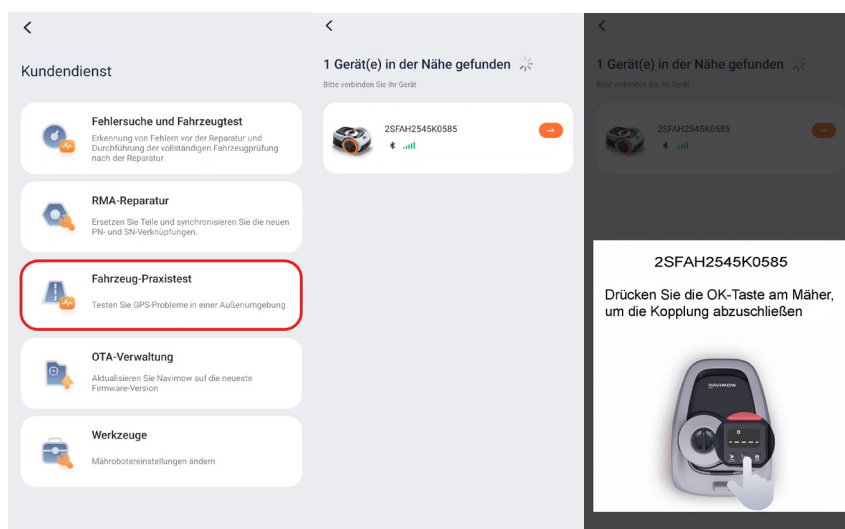 Kundendienst
Fehlersuche und Fahrzeugtest
Erkennung von Fehlern vor der Reparatur und
Durchführung der vollständigen Fahrzeugprüfung
nach der Reparatur
RMA-Reparatur
Ersetzen Sie Teile und synchronisieren Sie die neuen
PN- und SN-Verknüpfungen.
Fahrzeug-Praxistest
Testen Sie GPS-Probleme in einer Außenumgebung
OTA-Verwaltung
Aktualisieren Sie Navimow auf die neueste
Firmware-Version
Werkzeuge
Mährobotereinstellungen ändern
1 Gerät(e) in der Nähe gefunden
Bitte verbinden Sie Ihr Gerät
2SFAH2545K0585
1 Gerät(e) in der Nähe gefunden
Bitte verbinden Sie Ihr Gerät
2SFAH2545K0585
2SFAH2545K0585
Drücken Sie die OK-Taste am Mäher,
um die Kopplung abzuschließen
NAVIMOW